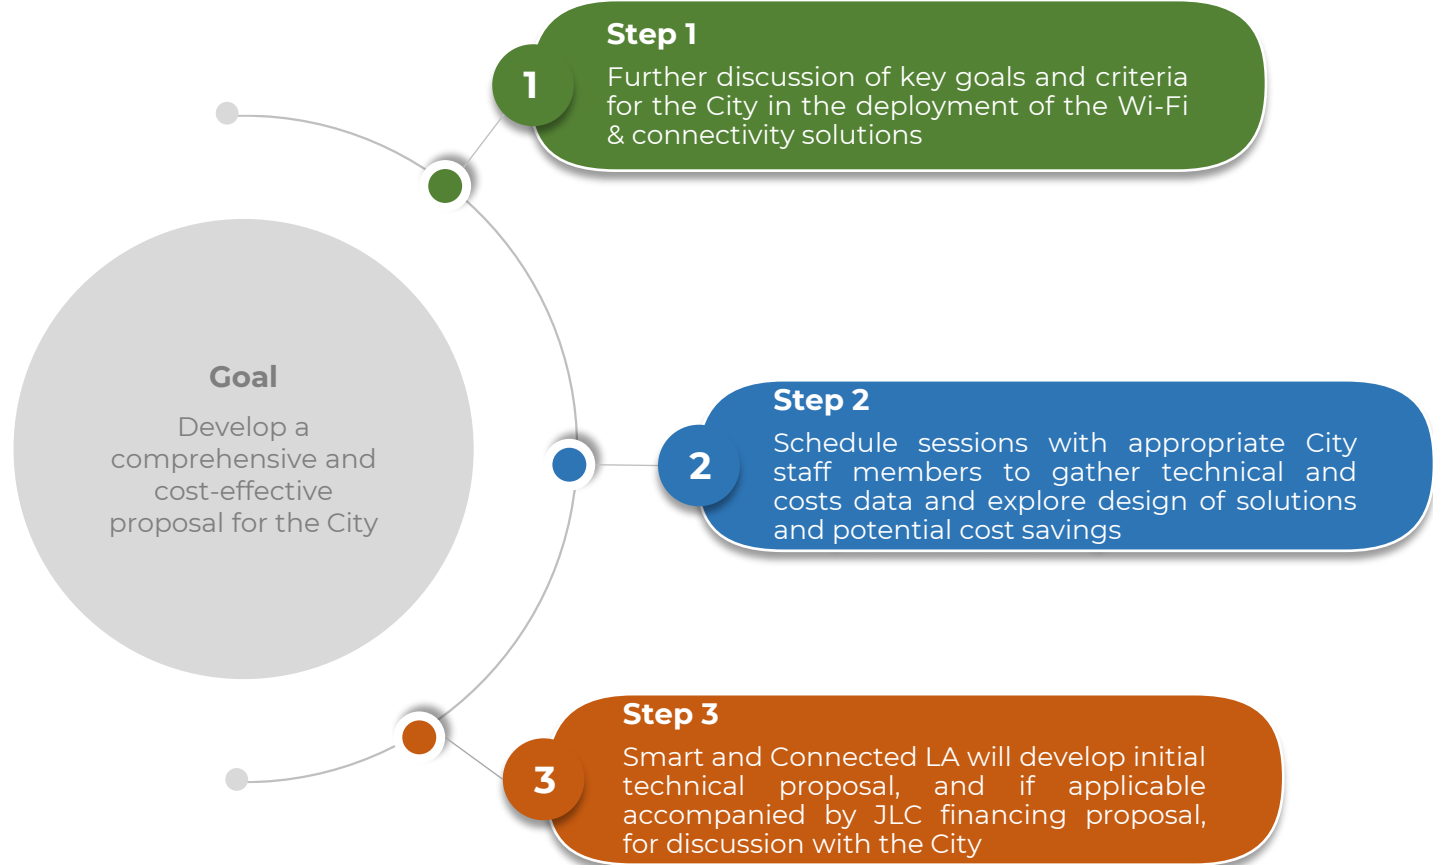 Goal
Develop a
comprehensive and
cost-effective
proposal for the City
1
Step 1
Further discussion of key goals and criteria
for the City in the deployment of the Wi-Fi
& connectivity solutions
2
Step 2
Schedule sessions with appropriate City
staff members to gather technical and
costs data and explore design of solutions
and potential cost savings
3
Step 3
Smart and Connected LA will develop initial
technical proposal, and if applicable
accompanied by JLC financing proposal,
for discussion with the City